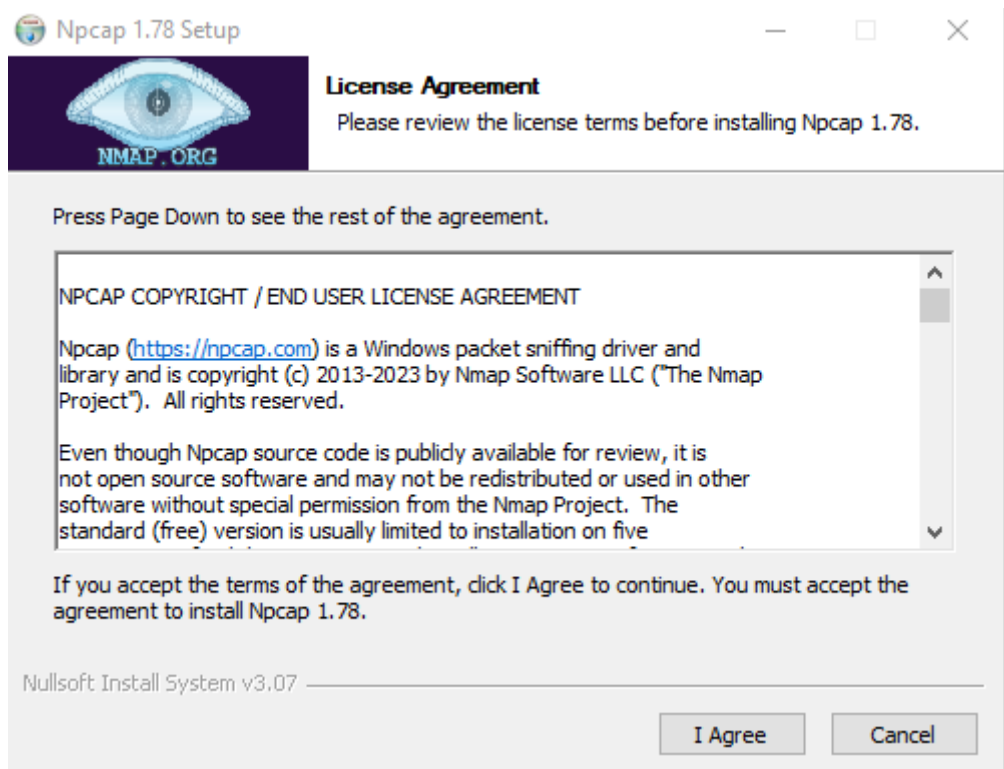 Npcap 1.78 Setup
NMAP.ORG
License Agreement
Please review the license terms before installing Npcap 1.78.
Press Page Down to see the rest of the agreement.
NPCAP COPYRIGHT / END USER LICENSE AGREEMENT
Npcap (https://npcap.com) is a Windows packet sniffing driver and
library and is copyright (c) 2013-2023 by Nmap Software LLC ("The Nmap
Project").  All rights reserved.
Even though Npcap source code is publicly available for review, it is
not open source software and may not be redistributed or used in other
software without special permission from the Nmap Project.  The
standard (free) version is usually limited to installation on five
If you accept the terms of the agreement, click I Agree to continue. You must accept the
agreement to install Npcap 1.78.
Nullsoft Install System v3.07
I Agree
Cancel